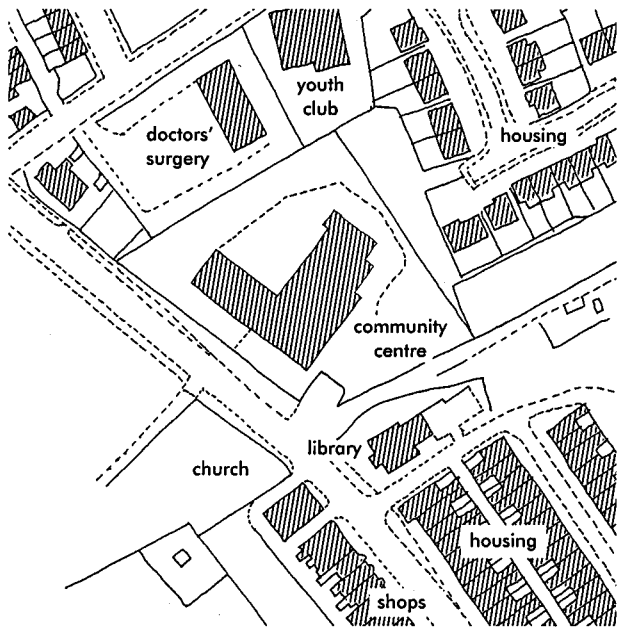 youth
club
doctors'
surgery
housing
community
centre
library
church
housing
shops